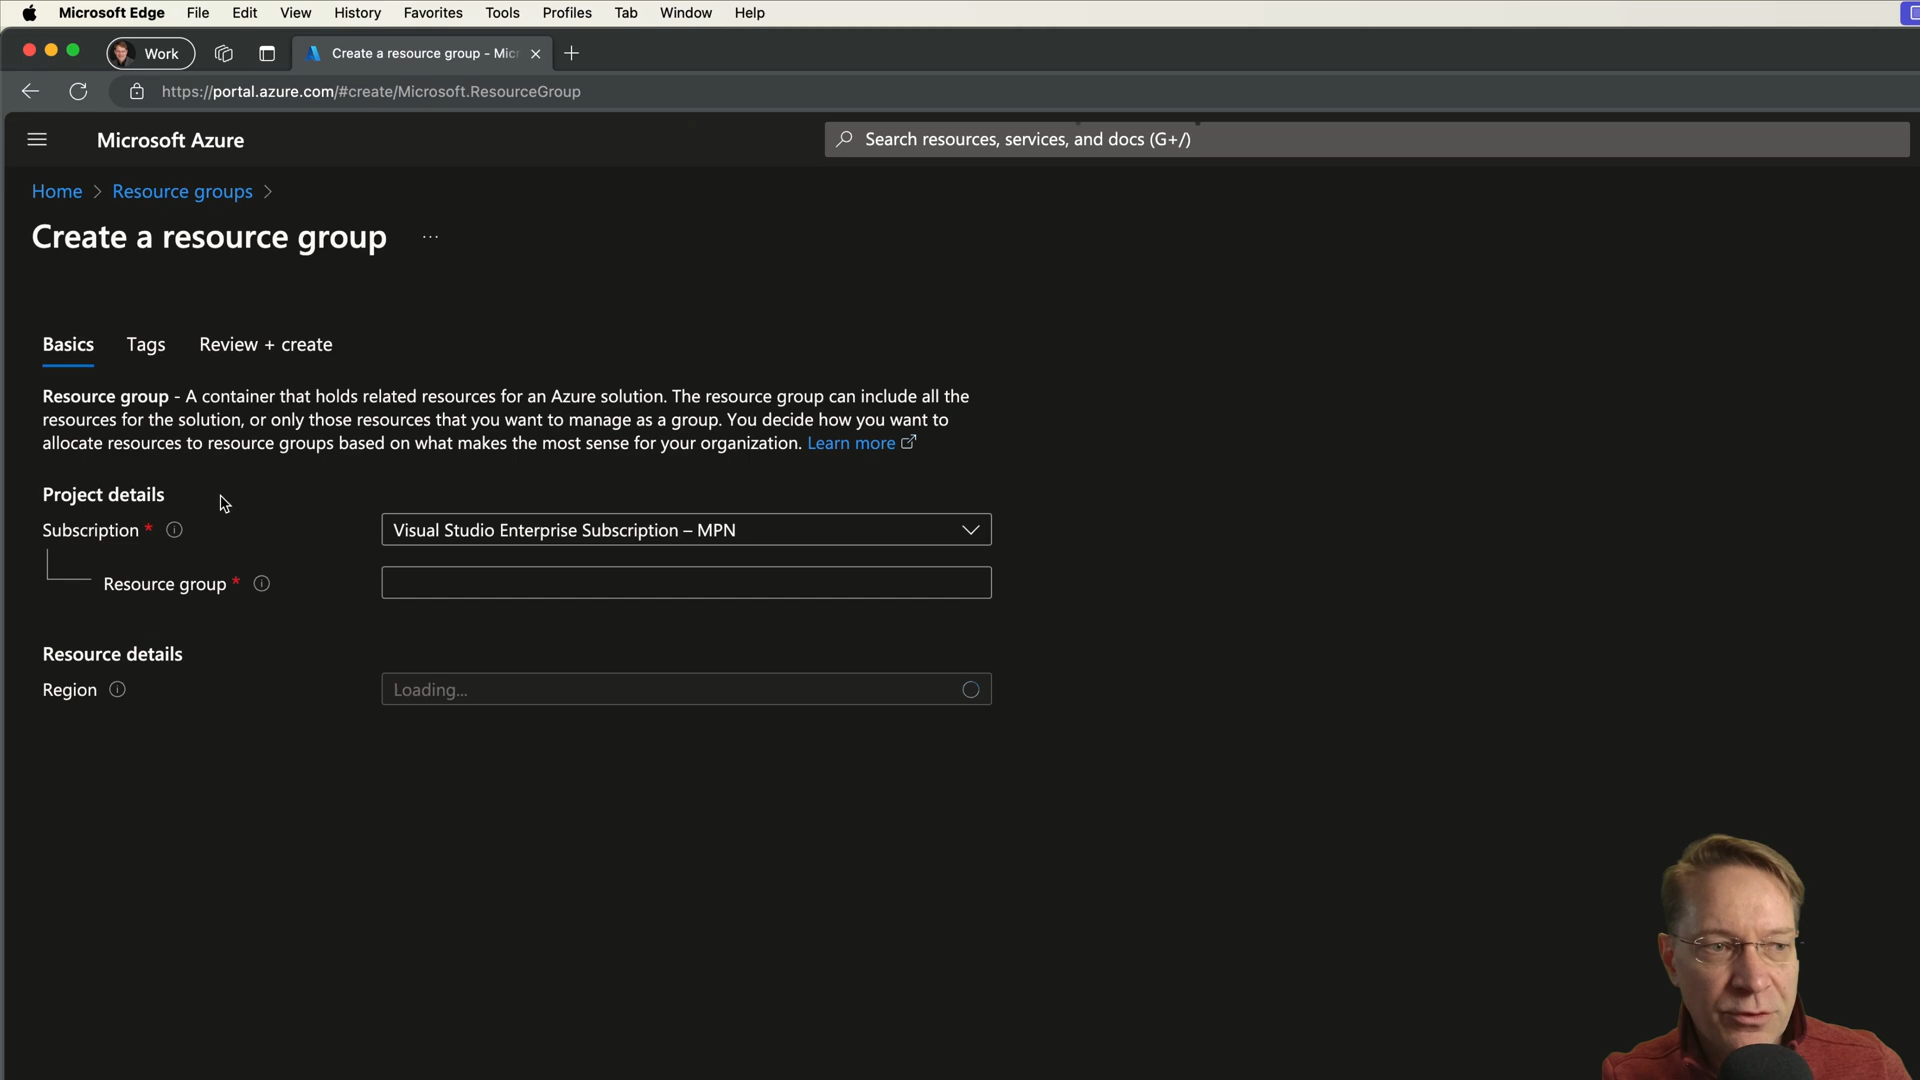 Microsoft Edge File Edit View History Favorites Tools Profiles Tab Window Help
Work Create a resource group - Mic
https://portal.azure.com/#create/Microsoft.ResourceGroup
Microsoft Azure Search resources, services, and docs (G+/)
Home > Resource groups >
Create a resource group ...
Basics Tags Review + create
Resource group - A container that holds related resources for an Azure solution. The resource group can include all the
resources for the solution, or only those resources that you want to manage as a group. You decide how you want to
allocate resources to resource groups based on what makes the most sense for your organization. Learn more
Project details
Subscription * Visual Studio Enterprise Subscription – MPN
Resource group *
Resource details
Region Loading...